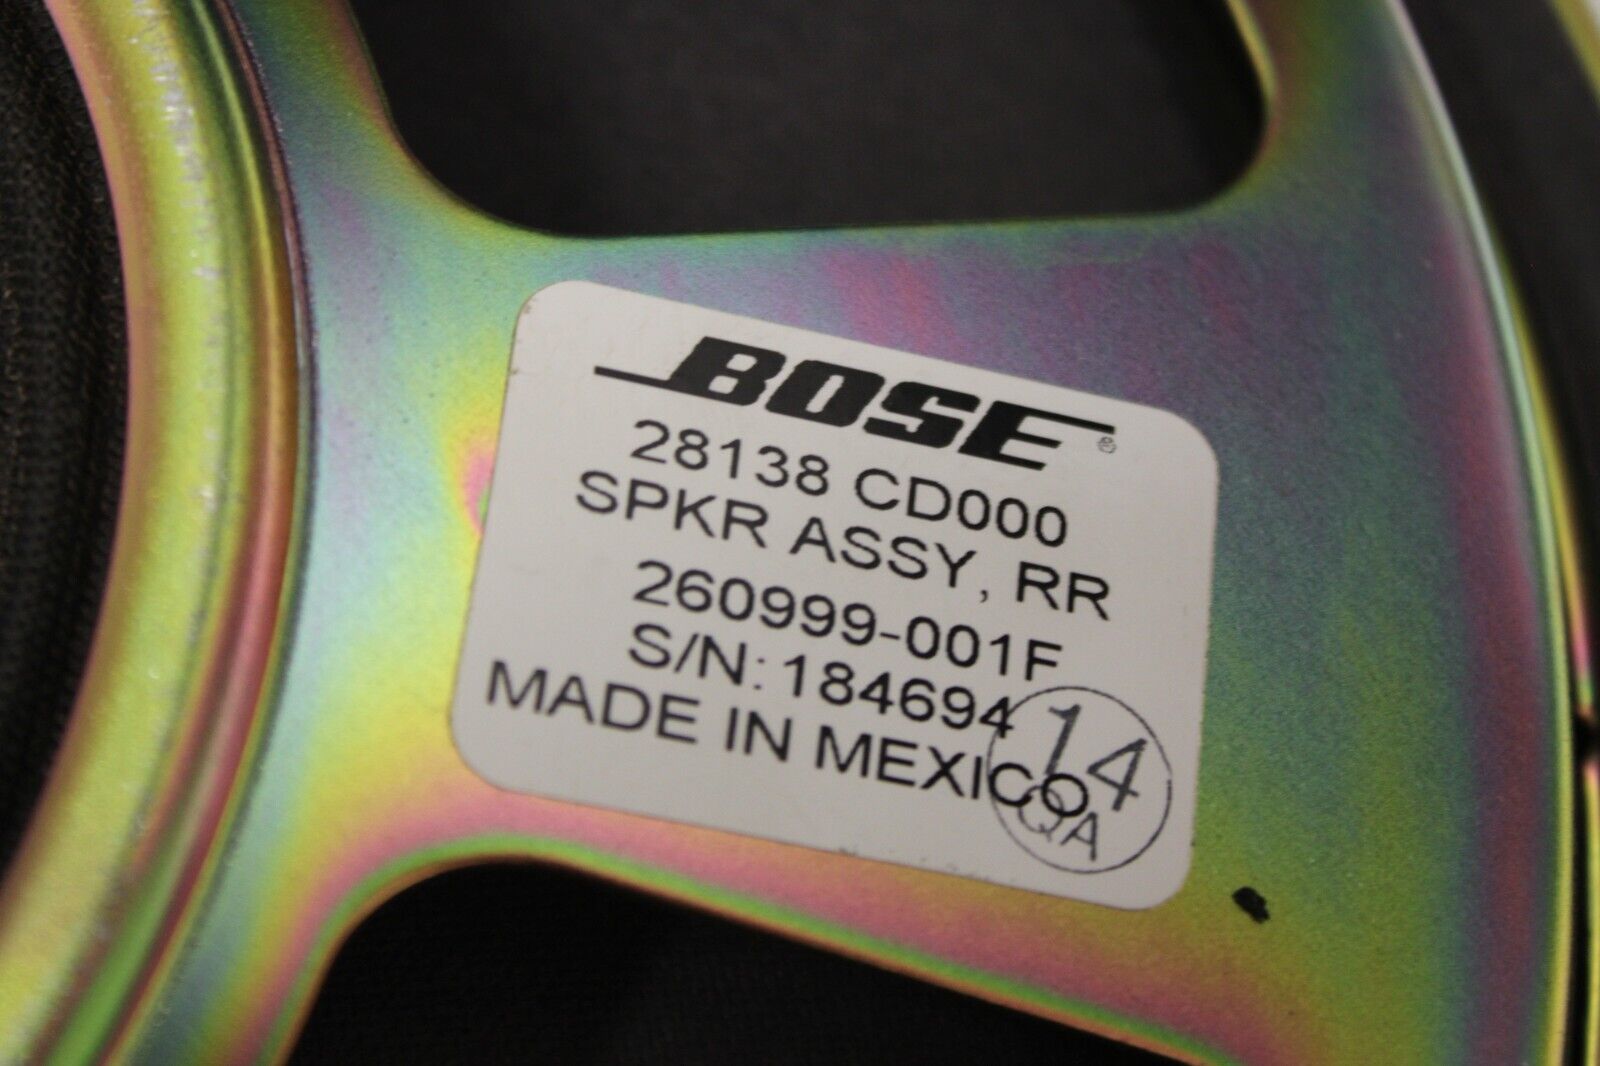 BOSE®
28138 CD000
SPKR ASSY, RR
260999-001F
S/N: 184694
MADE IN MEXICO
14
QA